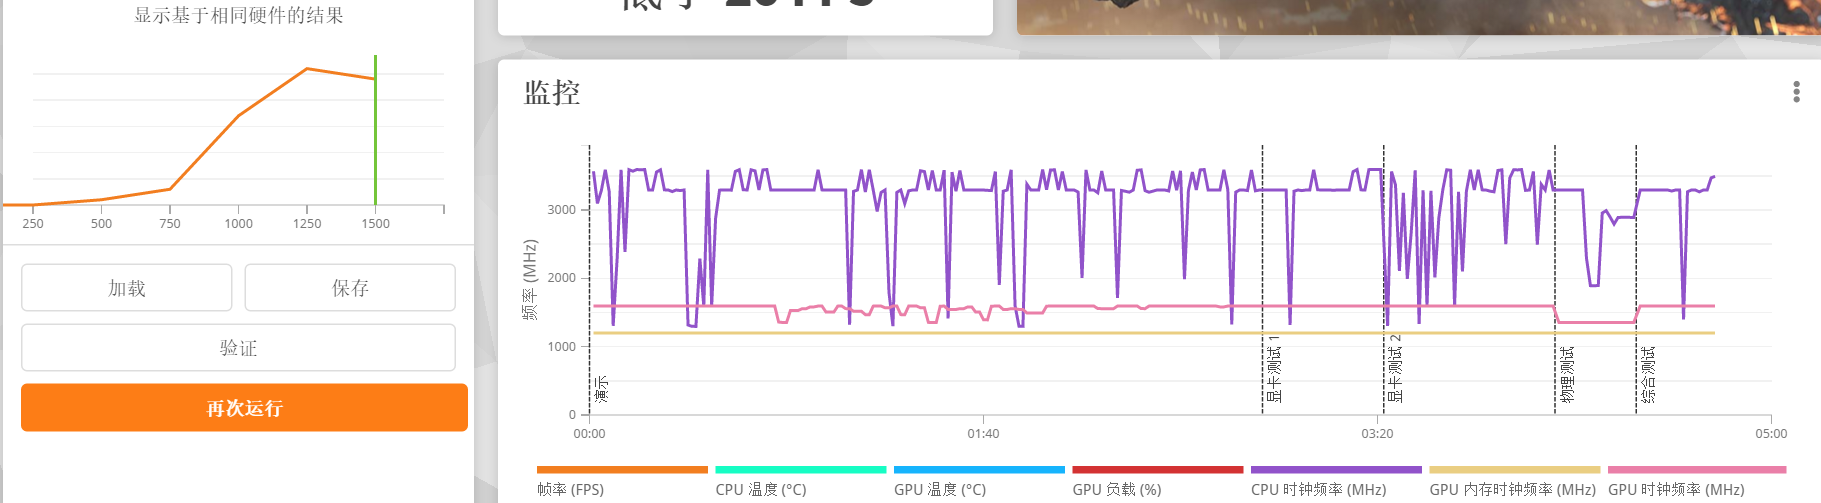 显示基于相同硬件的结果
250 500 750 1000 1250 1500
加载 保存
验证
再次运行
监控
频率 (MHz)
3000
2000
1000
0
演示
显卡测试 1
显卡测试 2
物理测试
综合测试
00:00 01:40 03:20 05:00
帧率 (FPS) CPU 温度 (°C) GPU 温度 (°C) GPU 负载 (%) CPU 时钟频率 (MHz) GPU 内存时钟频率 (MHz) GPU 时钟频率 (MHz)